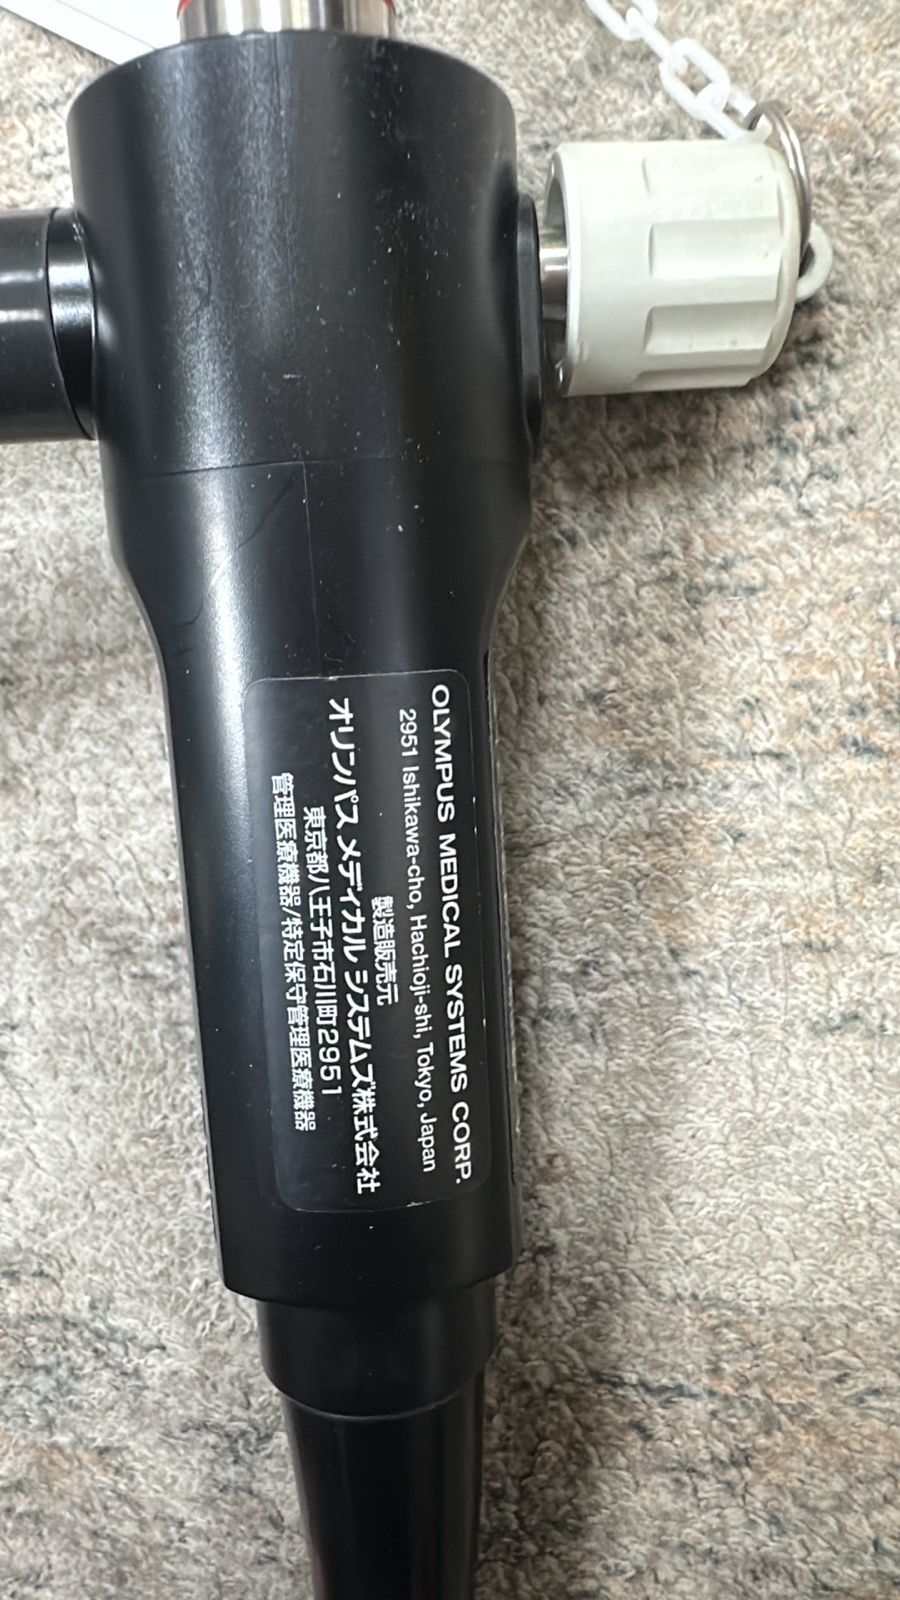 OLYMPUS MEDICAL SYSTEMS CORP.
2951 Ishikawa-cho, Hachioji-shi, Tokyo, Japan
製造販売元
オリンパス メディカル システムズ株式会社
東京都八王子市石川町2951
管理医療機器/特定保守管理医療機器